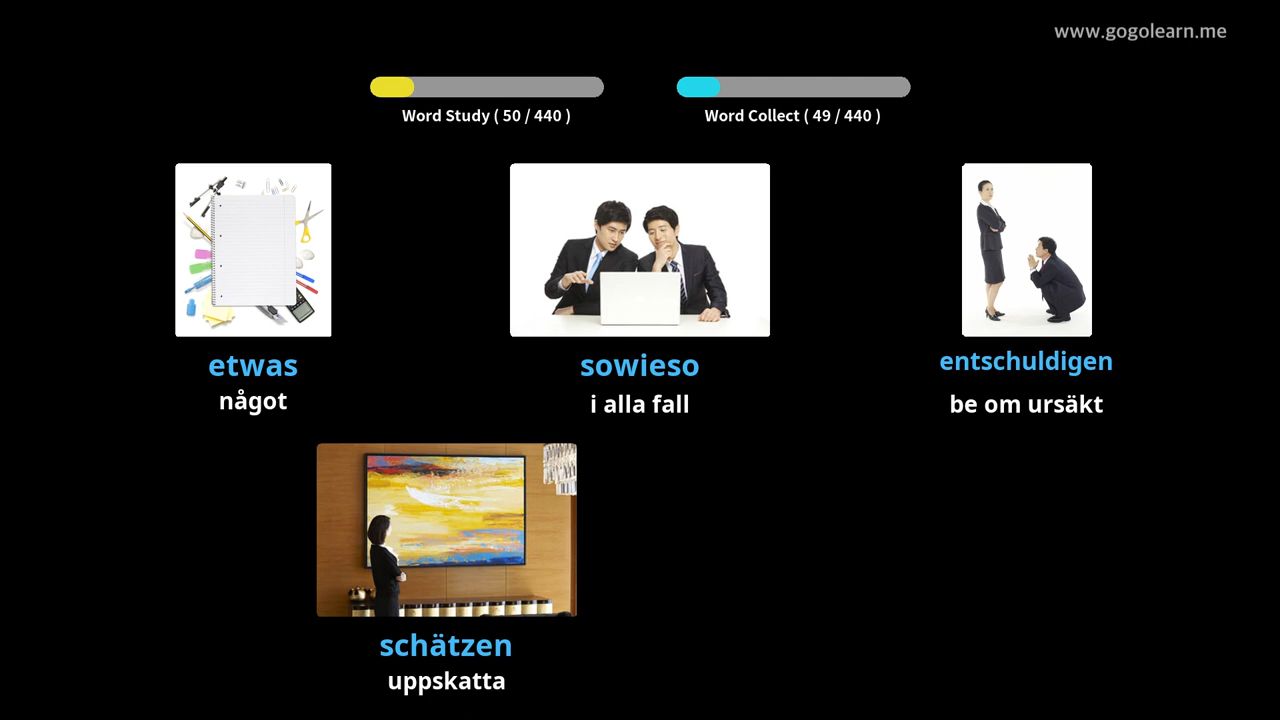 www.gogolearn.me
Word Study ( 50 / 440 )
Word Collect ( 49 / 440 )
etwas
något
sowieso
i alla fall
entschuldigen
be om ursäkt
schätzen
uppskatta